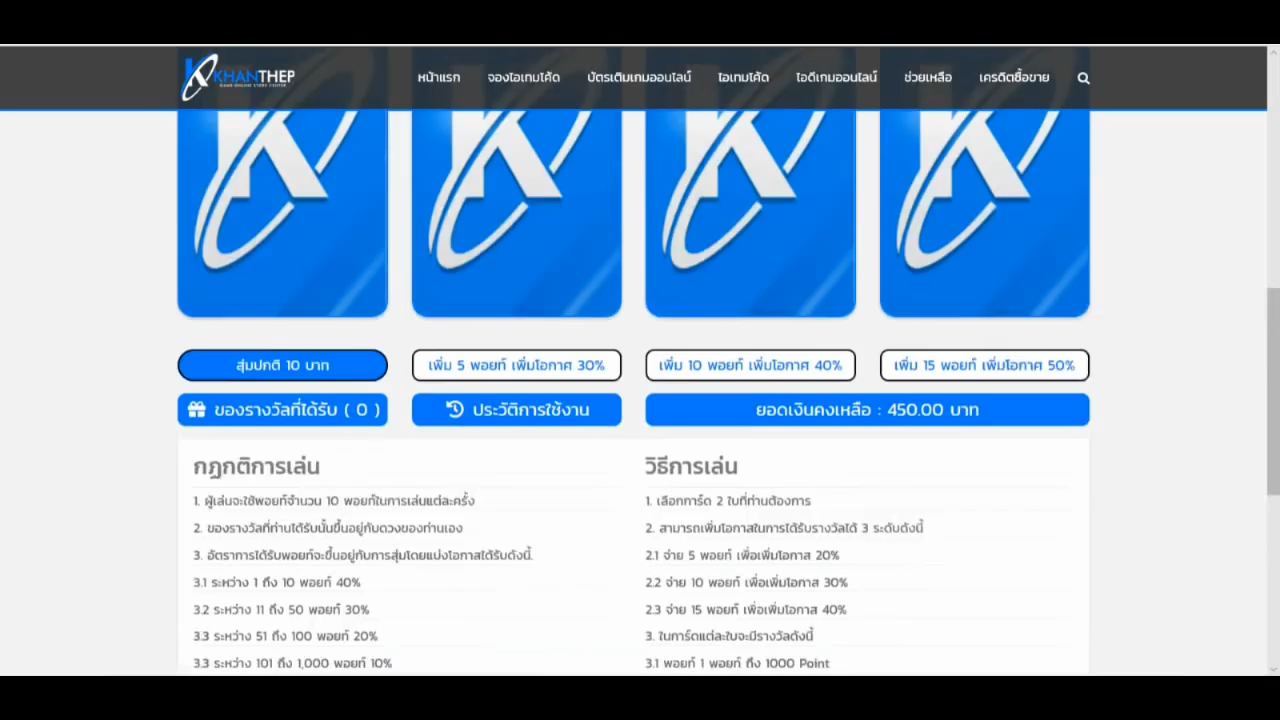 KHANTHEP
GAME ONLINE STORE CENTER
หน้าแรก จองไอเทมโค้ด บัตรเติมเกมออนไลน์ ไอเทมโค้ด ไอดีเกมออนไลน์ ช่วยเหลือ เครดิตซื้อขาย
สุ่มปกติ 10 บาท เพิ่ม 5 พอยท์ เพิ่มโอกาศ 30% เพิ่ม 10 พอยท์ เพิ่มโอกาศ 40% เพิ่ม 15 พอยท์ เพิ่มโอกาศ 50%
ของรางวัลที่ได้รับ ( 0 ) ประวัติการใช้งาน ยอดเงินคงเหลือ : 450.00 บาท
กฎกติการเล่น
1. ผู้เล่นจะใช้พอยท์จำนวน 10 พอยท์ในการเล่นแต่ละครั้ง
2. ของรางวัลที่ท่านได้รับนั้นขึ้นอยู่กับดวงของท่านเอง
3. อัตราการได้รับพอยท์จะขึ้นอยู่กับการสุ่มโดยแบ่งโอกาสได้รับดังนี้.
3.1 ระหว่าง 1 ถึง 10 พอยท์ 40%
3.2 ระหว่าง 11 ถึง 50 พอยท์ 30%
3.3 ระหว่าง 51 ถึง 100 พอยท์ 20%
3.3 ระหว่าง 101 ถึง 1,000 พอยท์ 10%
วิธีการเล่น
1. เลือกการ์ด 2 ใบที่ท่านต้องการ
2. สามารถเพิ่มโอกาสในการได้รับรางวัลได้ 3 ระดับดังนี้
2.1 จ่าย 5 พอยท์ เพื่อเพิ่มโอกาส 20%
2.2 จ่าย 10 พอยท์ เพื่อเพิ่มโอกาส 30%
2.3 จ่าย 15 พอยท์ เพื่อเพิ่มโอกาส 40%
3. ในการ์ดแต่ละใบจะมีรางวัลดังนี้
3.1 พอยท์ 1 พอยท์ ถึง 1000 Point